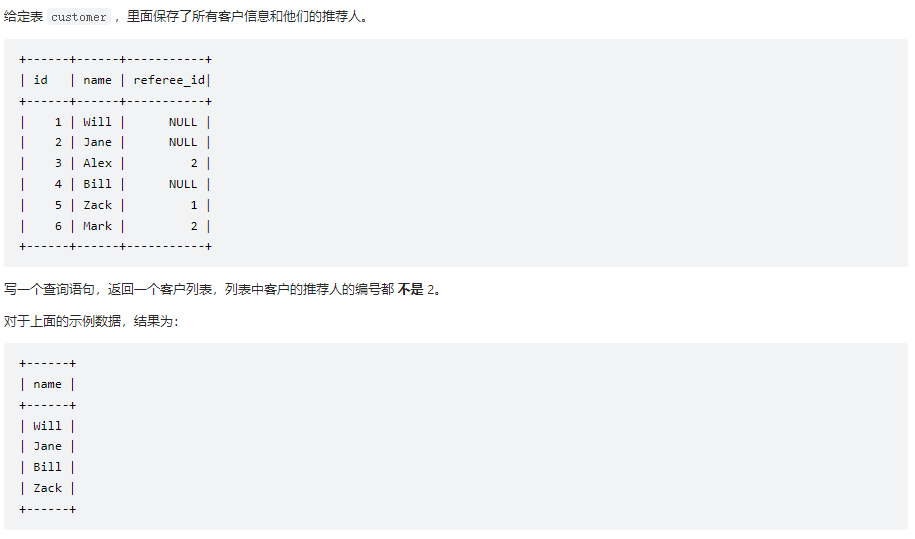 给定表 customer ，里面保存了所有客户信息和他们的推荐人。
+------+------+-----------+
| id   | name | referee_id|
+------+------+-----------+
|    1 | Will |      NULL |
|    2 | Jane |      NULL |
|    3 | Alex |         2 |
|    4 | Bill |      NULL |
|    5 | Zack |         1 |
|    6 | Mark |         2 |
+------+------+-----------+
写一个查询语句，返回一个客户列表，列表中客户的推荐人的编号都 不是 2。
对于上面的示例数据，结果为：
+------+
| name |
+------+
| Will |
| Jane |
| Bill |
| Zack |
+------+